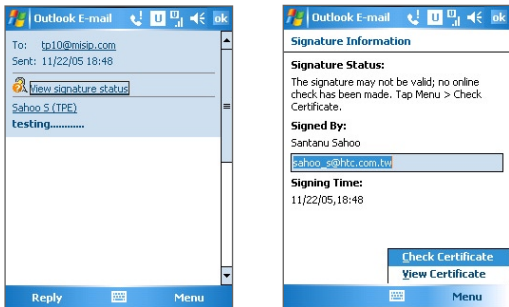 Outlook E-mail
U
ok
To: tp10@misip.com
Sent: 11/22/05 18:48
View signature status
Sahoo S (TPE)
testing............
Reply
Menu
Outlook E-mail
U
ok
Signature Information
Signature Status:
The signature may not be valid; no online
check has been made. Tap Menu > Check
Certificate.
Signed By:
Santanu Sahoo
sahoo_s@htc.com.tw
Signing Time:
11/22/05,18:48
Check Certificate
View Certificate
Menu